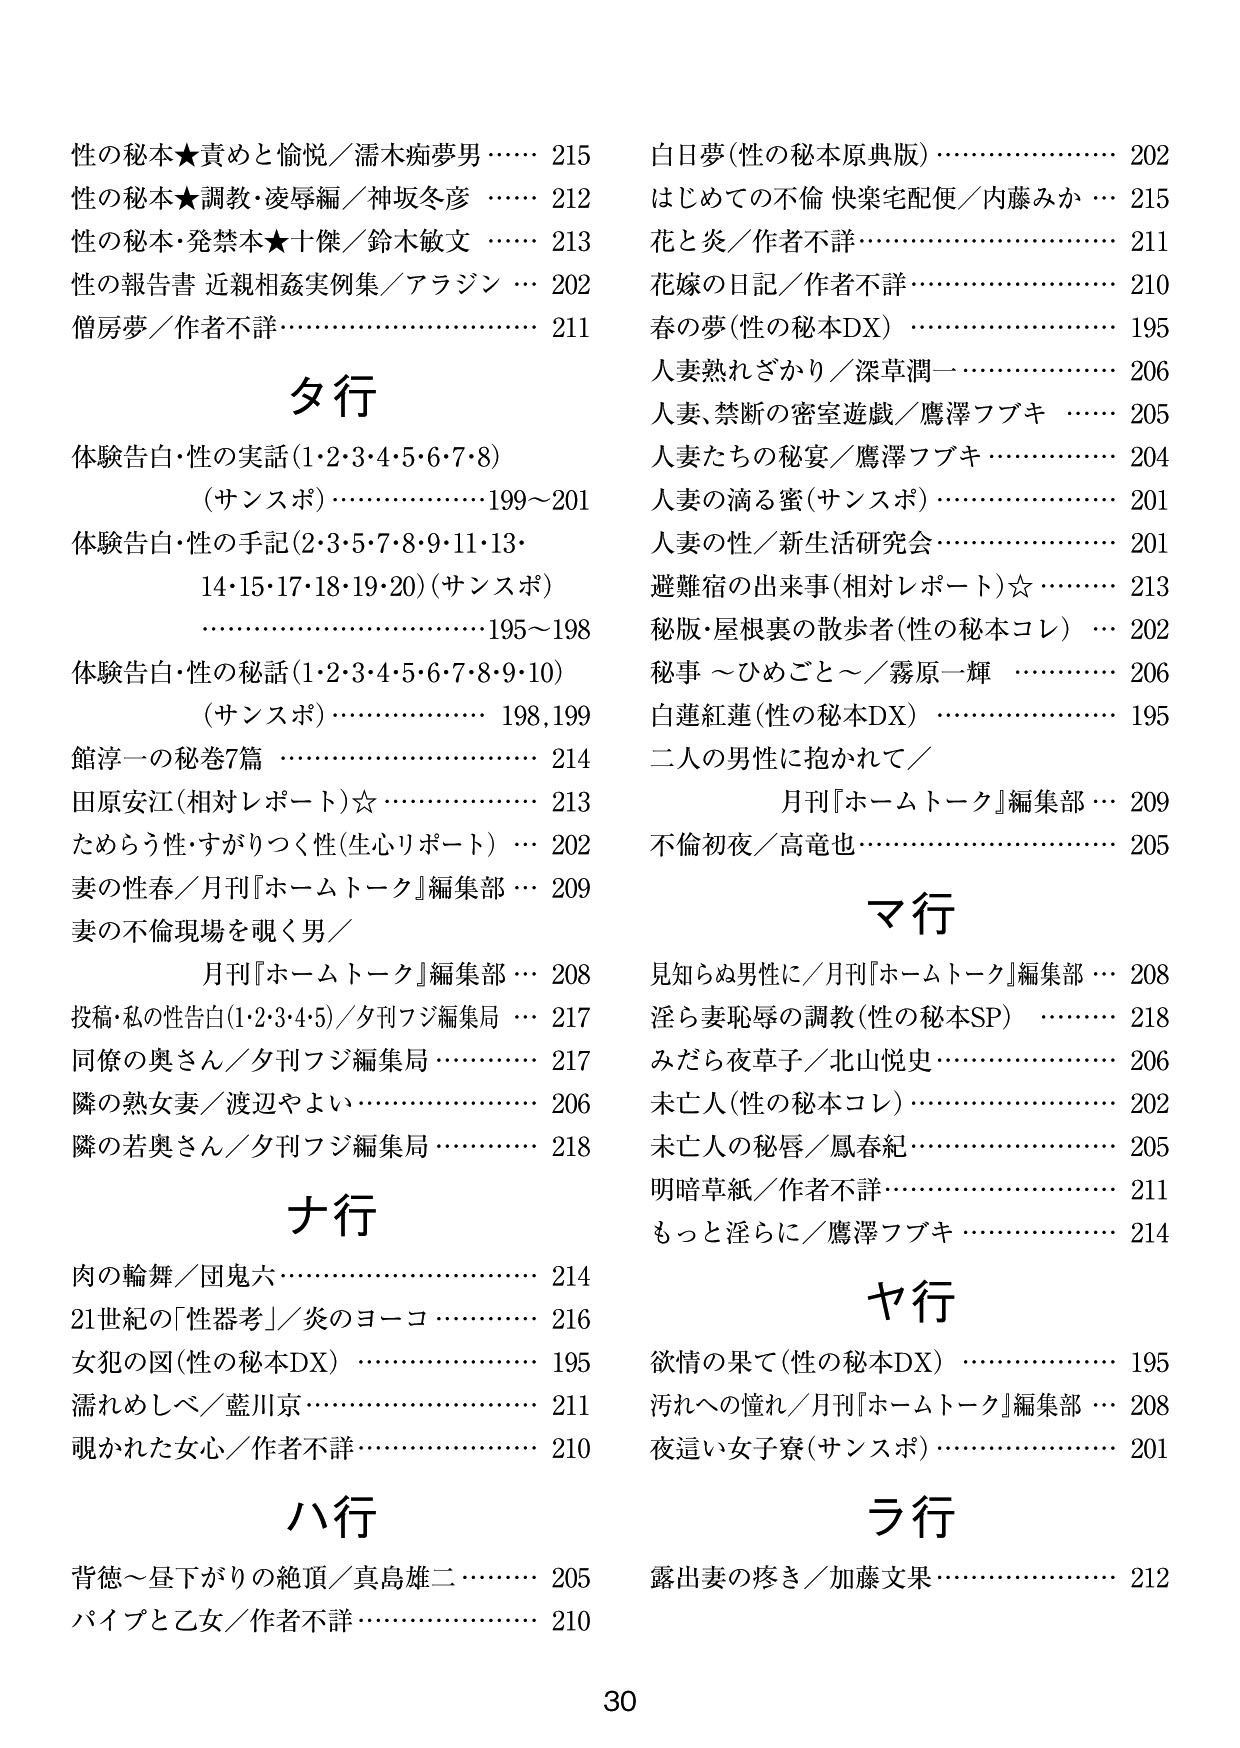 性の秘本★責めと愉悦／濡木痴夢男…… 215
性の秘本★調教・凌辱編／神坂冬彦 …… 212
性の秘本・発禁本★十傑／鈴木敏文 …… 213
性の報告書 近親相姦実例集／アラジン … 202
僧房夢／作者不詳………………………… 211
タ行
体験告白・性の実話（1・2・3・4・5・6・7・8）
（サンスポ）………………199〜201
体験告白・性の手記（2・3・5・7・8・9・11・13・
14・15・17・18・19・20）（サンスポ）
……………………………195〜198
体験告白・性の秘話（1・2・3・4・5・6・7・8・9・10）
（サンスポ）……………… 198,199
館淳一の秘巻7篇 ………………………… 214
田原安江（相対レポート）☆……………… 213
ためらう性・すがりつく性（生心リポート） … 202
妻の性春／月刊『ホームトーク』編集部… 209
妻の不倫現場を覗く男／
月刊『ホームトーク』編集部… 208
投稿・私の性告白（1・2・3・4・5）／夕刊フジ編集局 … 217
同僚の奥さん／夕刊フジ編集局………… 217
隣の熟女妻／渡辺やよい………………… 206
隣の若奥さん／夕刊フジ編集局………… 218
ナ行
肉の輪舞／団鬼六………………………… 214
21世紀の「性器考」／炎のヨーコ………… 216
女犯の図（性の秘本DX） ………………… 195
濡れめしべ／藍川京……………………… 211
覗かれた女心／作者不詳………………… 210
ハ行
背徳〜昼下がりの絶頂／真島雄二……… 205
パイプと乙女／作者不詳………………… 210
白日夢（性の秘本原典版）………………… 202
はじめての不倫 快楽宅配便／内藤みか … 215
花と炎／作者不詳………………………… 211
花嫁の日記／作者不詳…………………… 210
春の夢（性の秘本DX） …………………… 195
人妻熟れざかり／深草潤一……………… 206
人妻、禁断の密室遊戯／鷹澤フブキ …… 205
人妻たちの秘宴／鷹澤フブキ…………… 204
人妻の滴る蜜（サンスポ）………………… 201
人妻の性／新生活研究会………………… 201
避難宿の出来事（相対レポート）☆……… 213
秘版・屋根裏の散歩者（性の秘本コレ） … 202
秘事 〜ひめごと〜／霧原一輝 ………… 206
白蓮紅蓮（性の秘本DX） ………………… 195
二人の男性に抱かれて／
月刊『ホームトーク』編集部… 209
不倫初夜／高竜也………………………… 205
マ行
見知らぬ男性に／月刊『ホームトーク』編集部 … 208
淫ら妻恥辱の調教（性の秘本SP） ……… 218
みだら夜草子／北山悦史………………… 206
未亡人（性の秘本コレ）…………………… 202
未亡人の秘唇／鳳春紀…………………… 205
明暗草紙／作者不詳……………………… 211
もっと淫らに／鷹澤フブキ……………… 214
ヤ行
欲情の果て（性の秘本DX） ……………… 195
汚れへの憧れ／月刊『ホームトーク』編集部 … 208
夜這い女子寮（サンスポ）………………… 201
ラ行
露出妻の疼き／加藤文果………………… 212
30